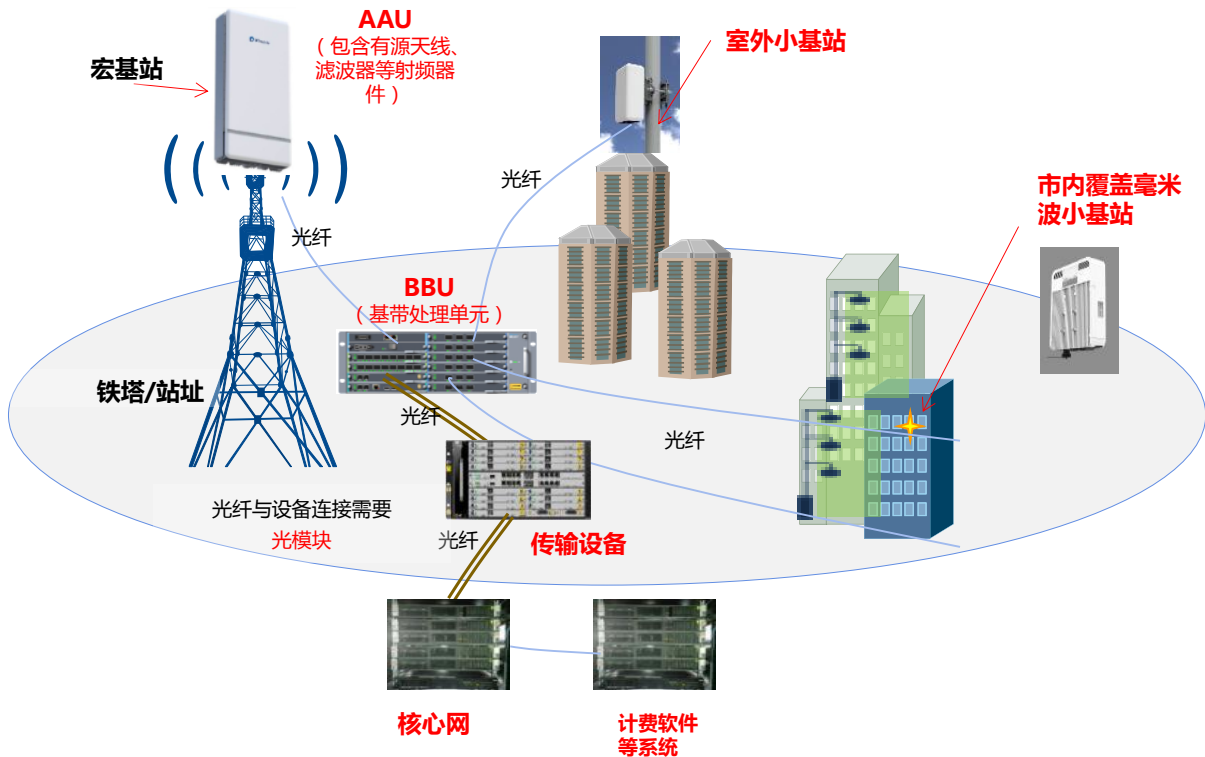 AAU
（包含有源天线、
滤波器等射频器
件）
宏基站
室外小基站
光纤
市内覆盖毫米
波小基站
光纤
BBU
（基带处理单元）
铁塔/站址
光纤
光纤
光纤与设备连接需要
光模块
光纤
传输设备
核心网
计费软件
等系统